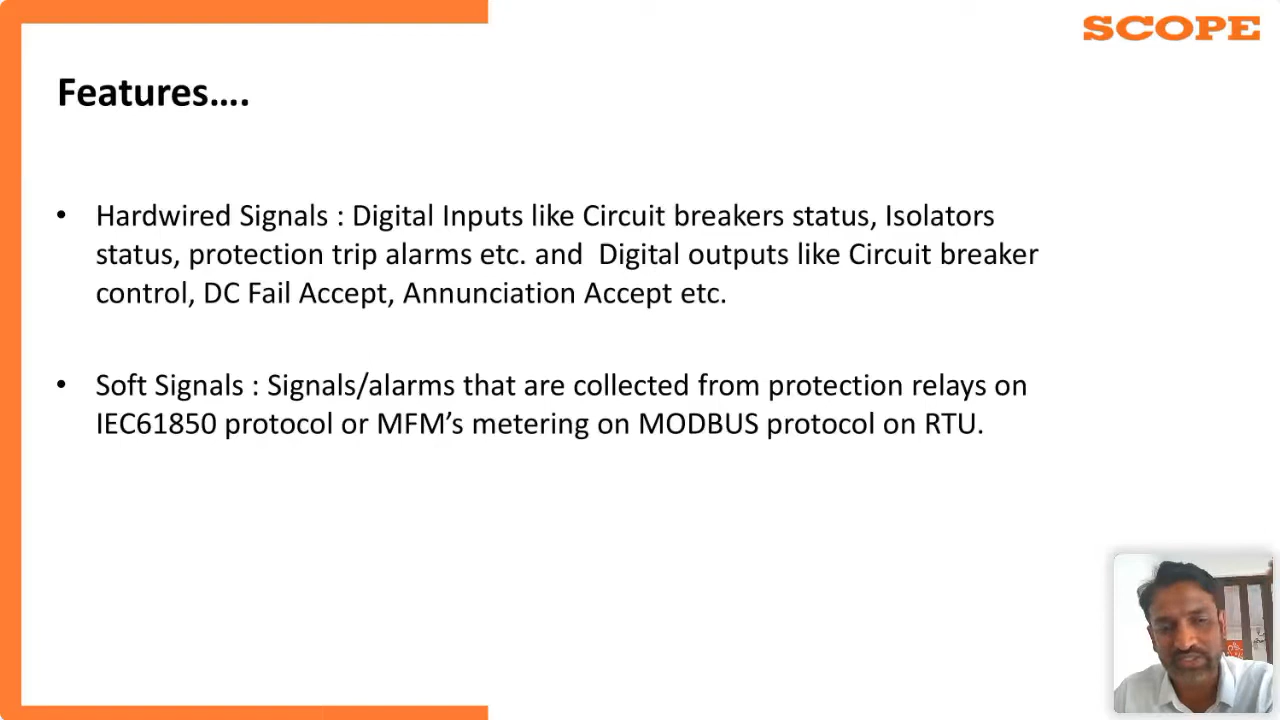 SCOPE
Features....
• Hardwired Signals : Digital Inputs like Circuit breakers status, Isolators
status, protection trip alarms etc. and  Digital outputs like Circuit breaker
control, DC Fail Accept, Annunciation Accept etc.
• Soft Signals : Signals/alarms that are collected from protection relays on
IEC61850 protocol or MFM’s metering on MODBUS protocol on RTU.